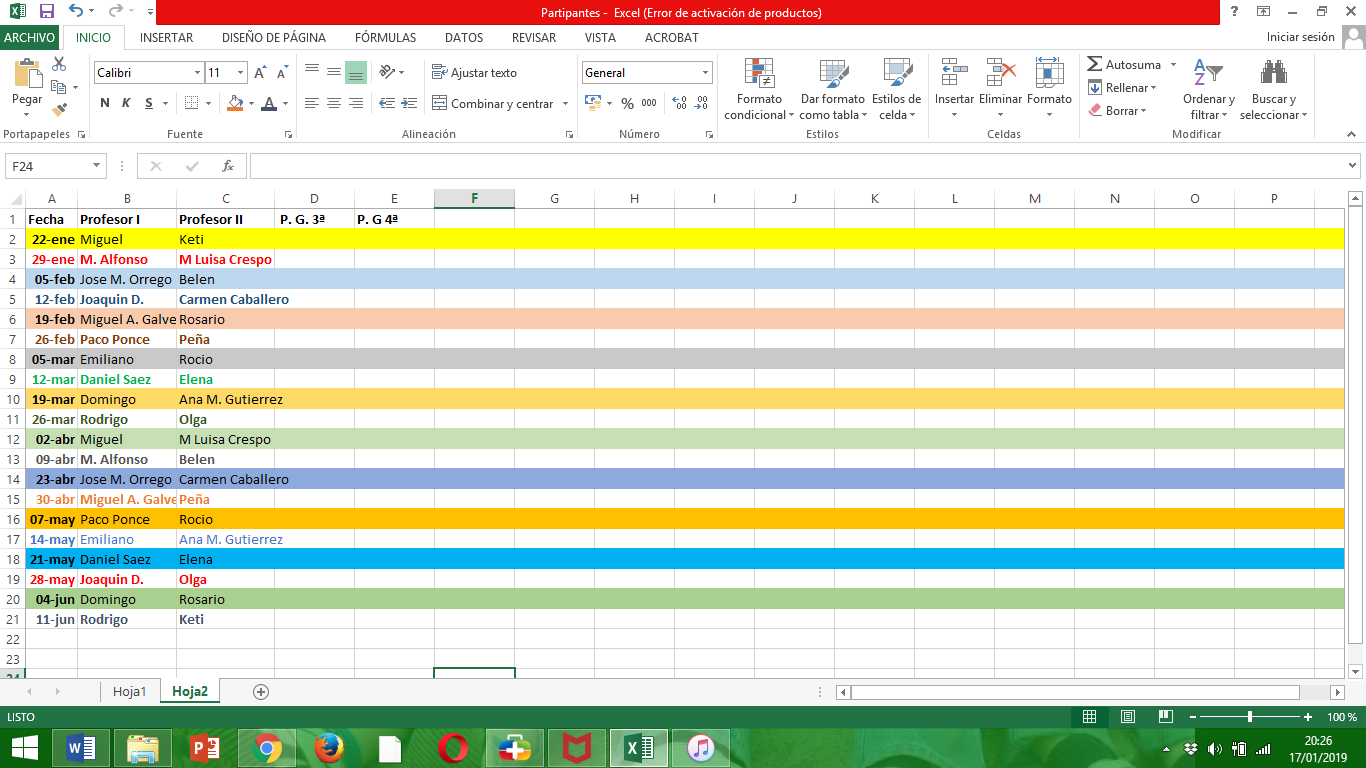 Partipantes - Excel (Error de activación de productos)
ARCHIVO INICIO INSERTAR DISEÑO DE PÁGINA FÓRMULAS DATOS REVISAR VISTA ACROBAT Iniciar sesión
Calibri 11 Ajustar texto General Autosuma
Rellenar
Pegar N K S A Combinar y centrar % 000 Formato condicional Dar formato como tabla Estilos de celda Insertar Eliminar Formato Borrar Ordenar y filtrar Buscar y seleccionar
Portapapeles Fuente Alineación Número Estilos Celdas Modificar
F24 fx
A B C D E F G H I J K L M N O P
1 Fecha Profesor I Profesor II P. G. 3ª P. G 4ª
2 22-ene Miguel Keti
3 29-ene M. Alfonso M Luisa Crespo
4 05-feb Jose M. Orrego Belen
5 12-feb Joaquin D. Carmen Caballero
6 19-feb Miguel A. Galve Rosario
7 26-feb Paco Ponce Peña
8 05-mar Emiliano Rocio
9 12-mar Daniel Saez Elena
10 19-mar Domingo Ana M. Gutierrez
11 26-mar Rodrigo Olga
12 02-abr Miguel M Luisa Crespo
13 09-abr M. Alfonso Belen
14 23-abr Jose M. Orrego Carmen Caballero
15 30-abr Miguel A. Galve Peña
16 07-may Paco Ponce Rocio
17 14-may Emiliano Ana M. Gutierrez
18 21-may Daniel Saez Elena
19 28-may Joaquin D. Olga
20 04-jun Domingo Rosario
21 11-jun Rodrigo Keti
22
23
24
Hoja1 Hoja2
LISTO 100 %
20:26
17/01/2019